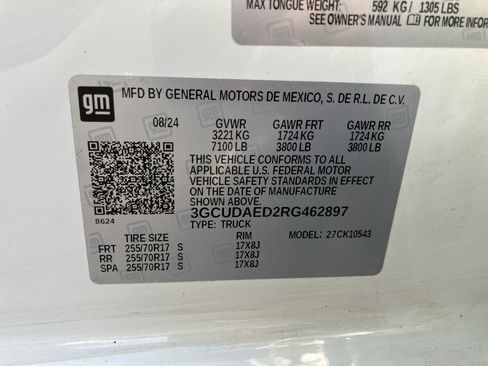 MAX TONGUE WEIGHT: 592 KG/ 1305 LBS
SEE OWNER'S MANUAL FOR MORE INFORMATION
gm
MFD BY GENERAL MOTORS DE MEXICO, S. DE R.L. DE C.V.
08/24 GVWR GAWR FRT GAWR RR
3221 KG 1724 KG 1724 KG
7100 LB 3800 LB 3800 LB
THIS VEHICLE CONFORMS TO ALL
APPLICABLE U.S. FEDERAL MOTOR
VEHICLE SAFETY STANDARDS IN EFFECT
ON THE DATE OF MANUFACTURE
SHOWN ABOVE.
3GCUDAED2RG462897
TYPE: TRUCK
8624
TIRE SIZE RIM MODEL: 27CK10543
FRT 255/70R17 S 17X8J
RR 255/70R17 S 17X8J
SPA 255/70R17 S 17X8J